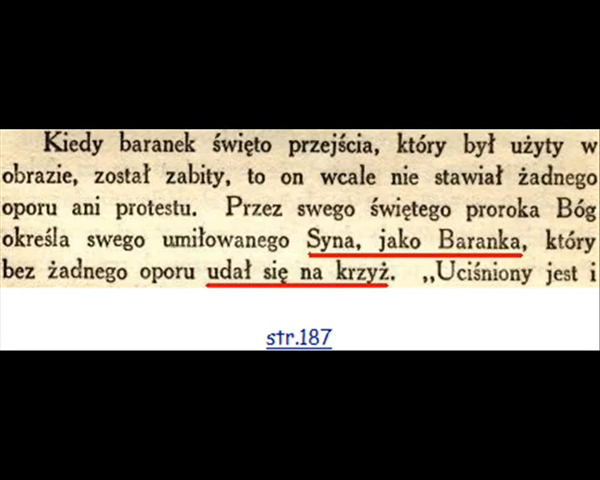 Kiedy baranek święto przejścia, który był użyty w
obrazie, został zabity, to on wcale nie stawiał żadnego
oporu ani protestu. Przez swego świętego proroka Bóg
określa swego umiłowanego Syna, jako Baranka, który
bez żadnego oporu udał się na krzyż. „Uciśniony jest i
str.187